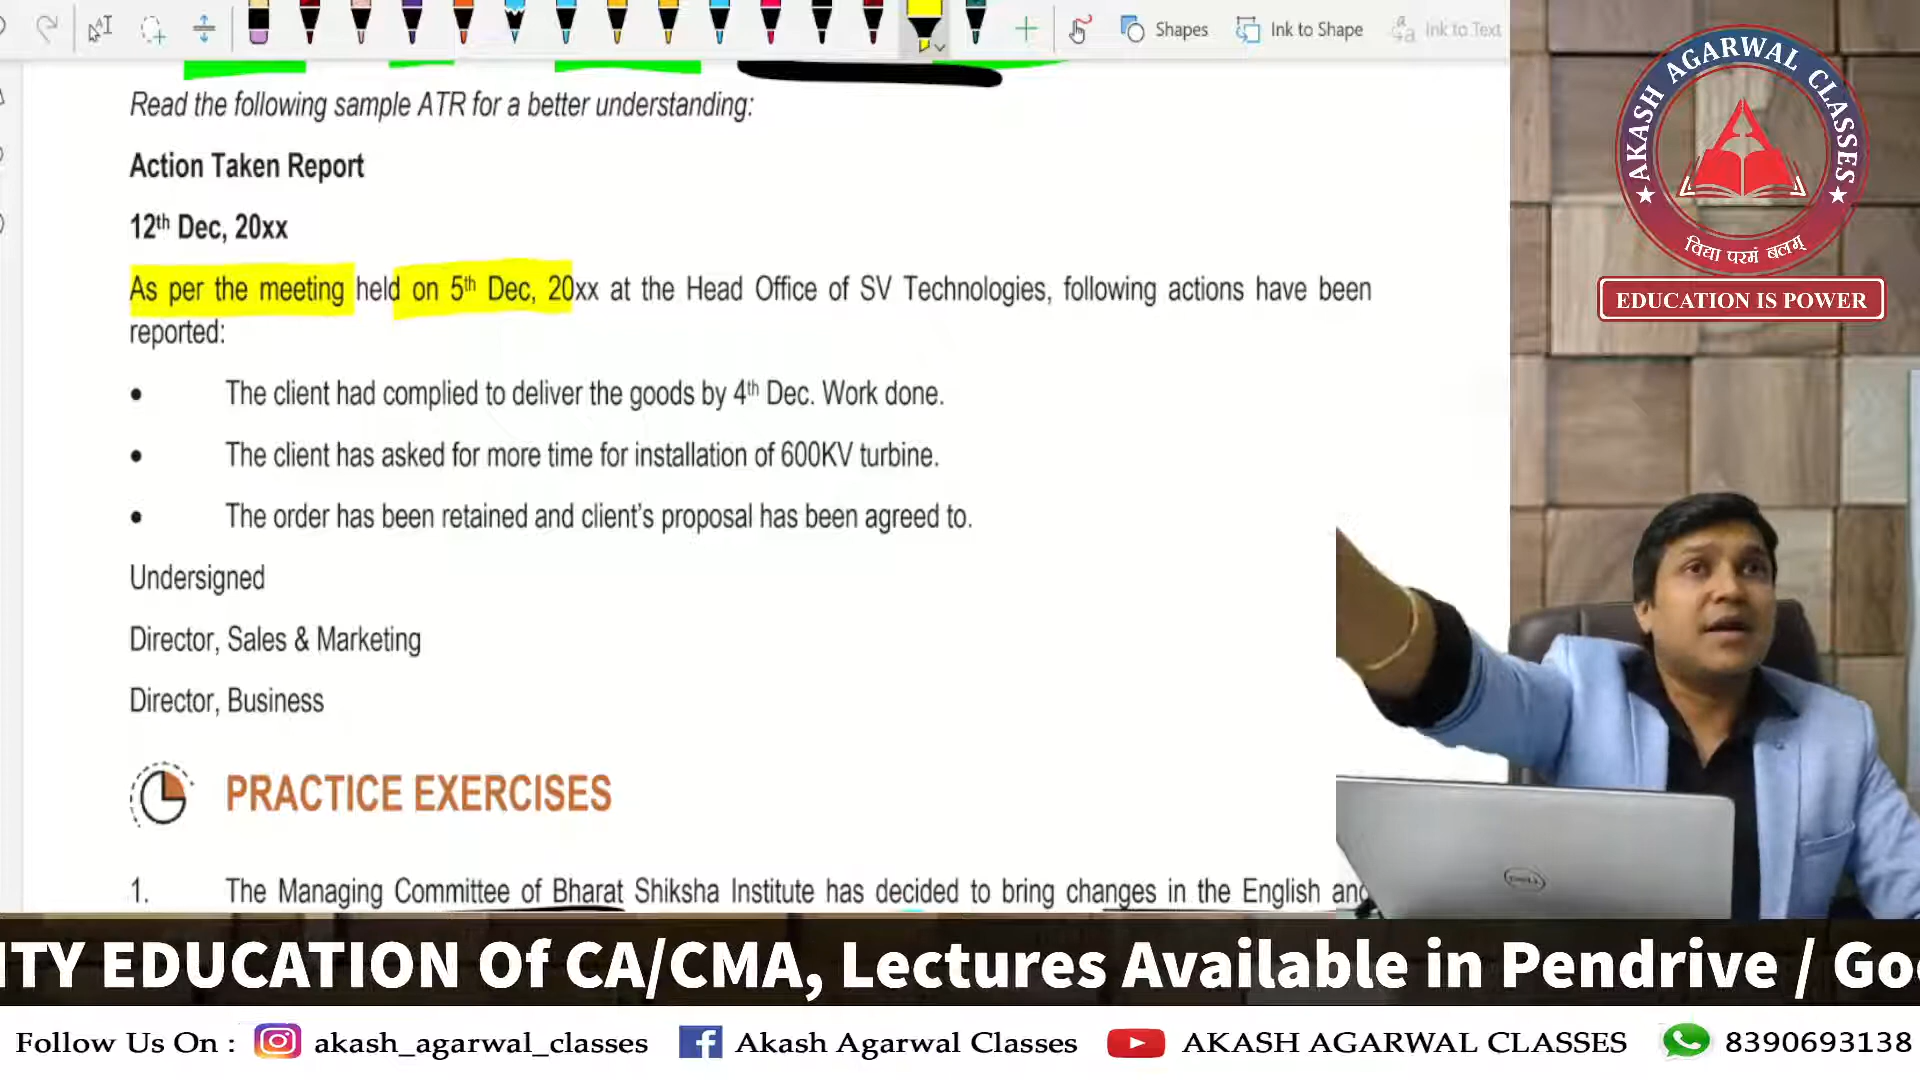 Shapes
Ink to Shape
Ink to Text
Read the following sample ATR for a better understanding:
Action Taken Report
12th Dec, 20xx
As per the meeting held on 5th Dec, 20xx at the Head Office of SV Technologies, following actions have been
reported:
• The client had complied to deliver the goods by 4th Dec. Work done.
• The client has asked for more time for installation of 600KV turbine.
• The order has been retained and client's proposal has been agreed to.
Undersigned
Director, Sales & Marketing
Director, Business
PRACTICE EXERCISES
1. The Managing Committee of Bharat Shiksha Institute has decided to bring changes in the English and
AKASH AGARWAL CLASSES
विद्या परमं बलम्
EDUCATION IS POWER
DELL
ITY EDUCATION Of CA/CMA, Lectures Available in Pendrive / Goo
Follow Us On : akash_agarwal_classes Akash Agarwal Classes AKASH AGARWAL CLASSES 8390693138